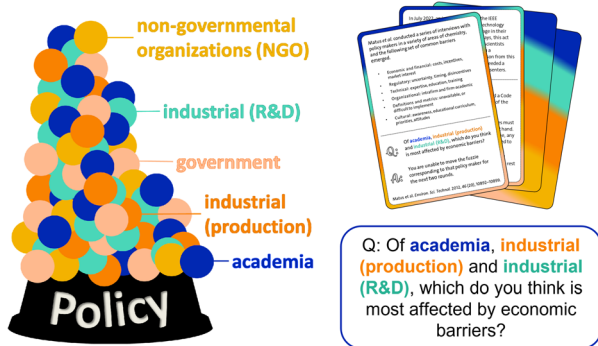 non-governmental
organizations (NGO)
industrial (R&D)
government
industrial
(production)
academia
Policy
Matus et al. conducted a series of interviews with
policy makers in a variety of areas of chemistry,
and the following set of common barriers
emerged.
• Economic and financial: costs, incentives,
market interest
• Regulatory: uncertainty, timing, disincentives
• Technical: expertise, education, training
• Organizational: vocation and firm academic
• Definitions and metrics: unavailable, or
difficult to implement
• Cultural: awareness, educational curriculum,
priorities attitudes
Q: Of academia, industrial (production)
and industrial (R&D), which do you think
is most affected by economic barriers?
A: You are unable to move the fuzzie
corresponding to that policy maker for
the next two rounds.
Matus et al. Environ. Sci. Technol. 2012, 46 (20), 10892–10899.
In July 2022,
the IEEE
Q: Of academia, industrial
(production) and industrial
(R&D), which do you think is
most affected by economic
barriers?